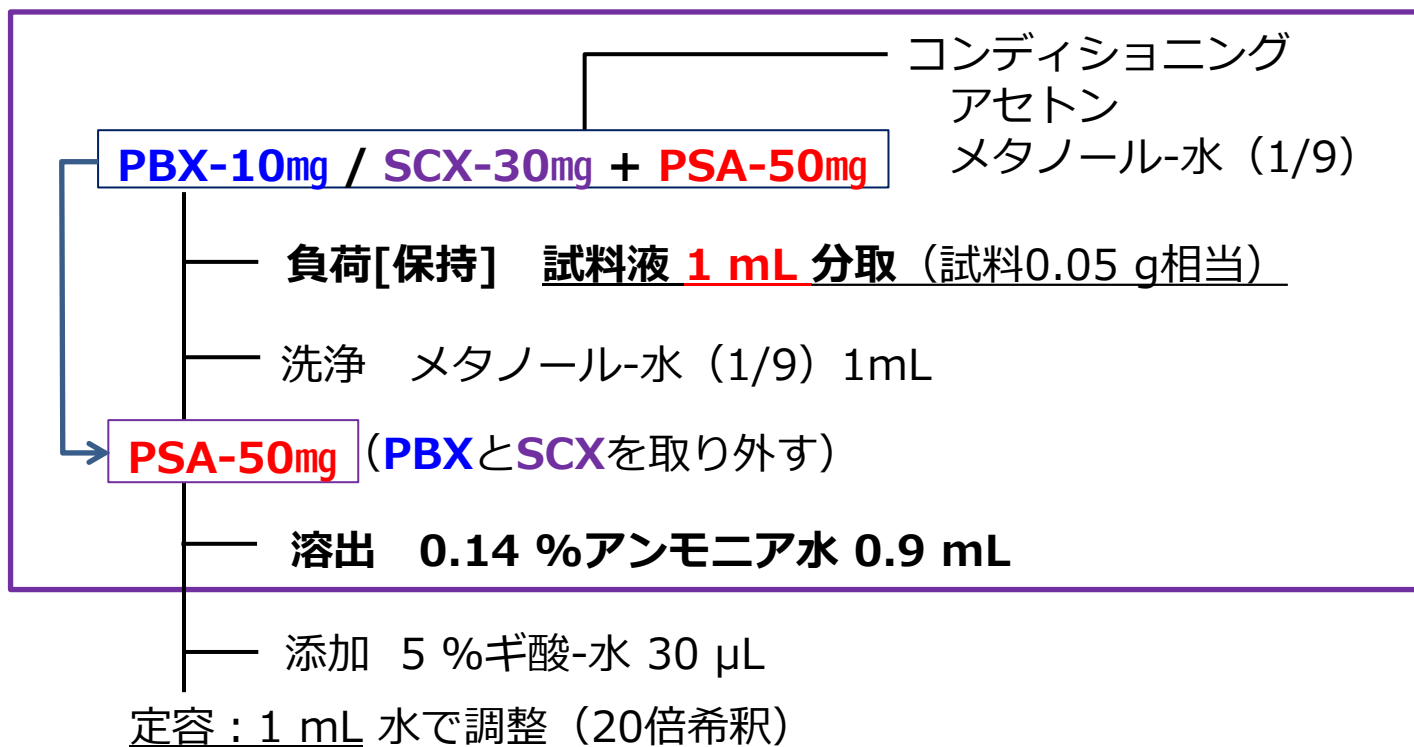 コンディショニング
アセトン
メタノール-水（1/9）
PBX-10㎎ / SCX-30㎎ + PSA-50㎎
負荷[保持]　試料液 1 mL 分取（試料0.05 g相当）
洗浄　メタノール-水（1/9）1mL
PSA-50㎎（PBXとSCXを取り外す）
溶出　0.14 %アンモニア水 0.9 mL
添加  5 %ギ酸-水 30 μL
定容：1 mL 水で調整（20倍希釈）